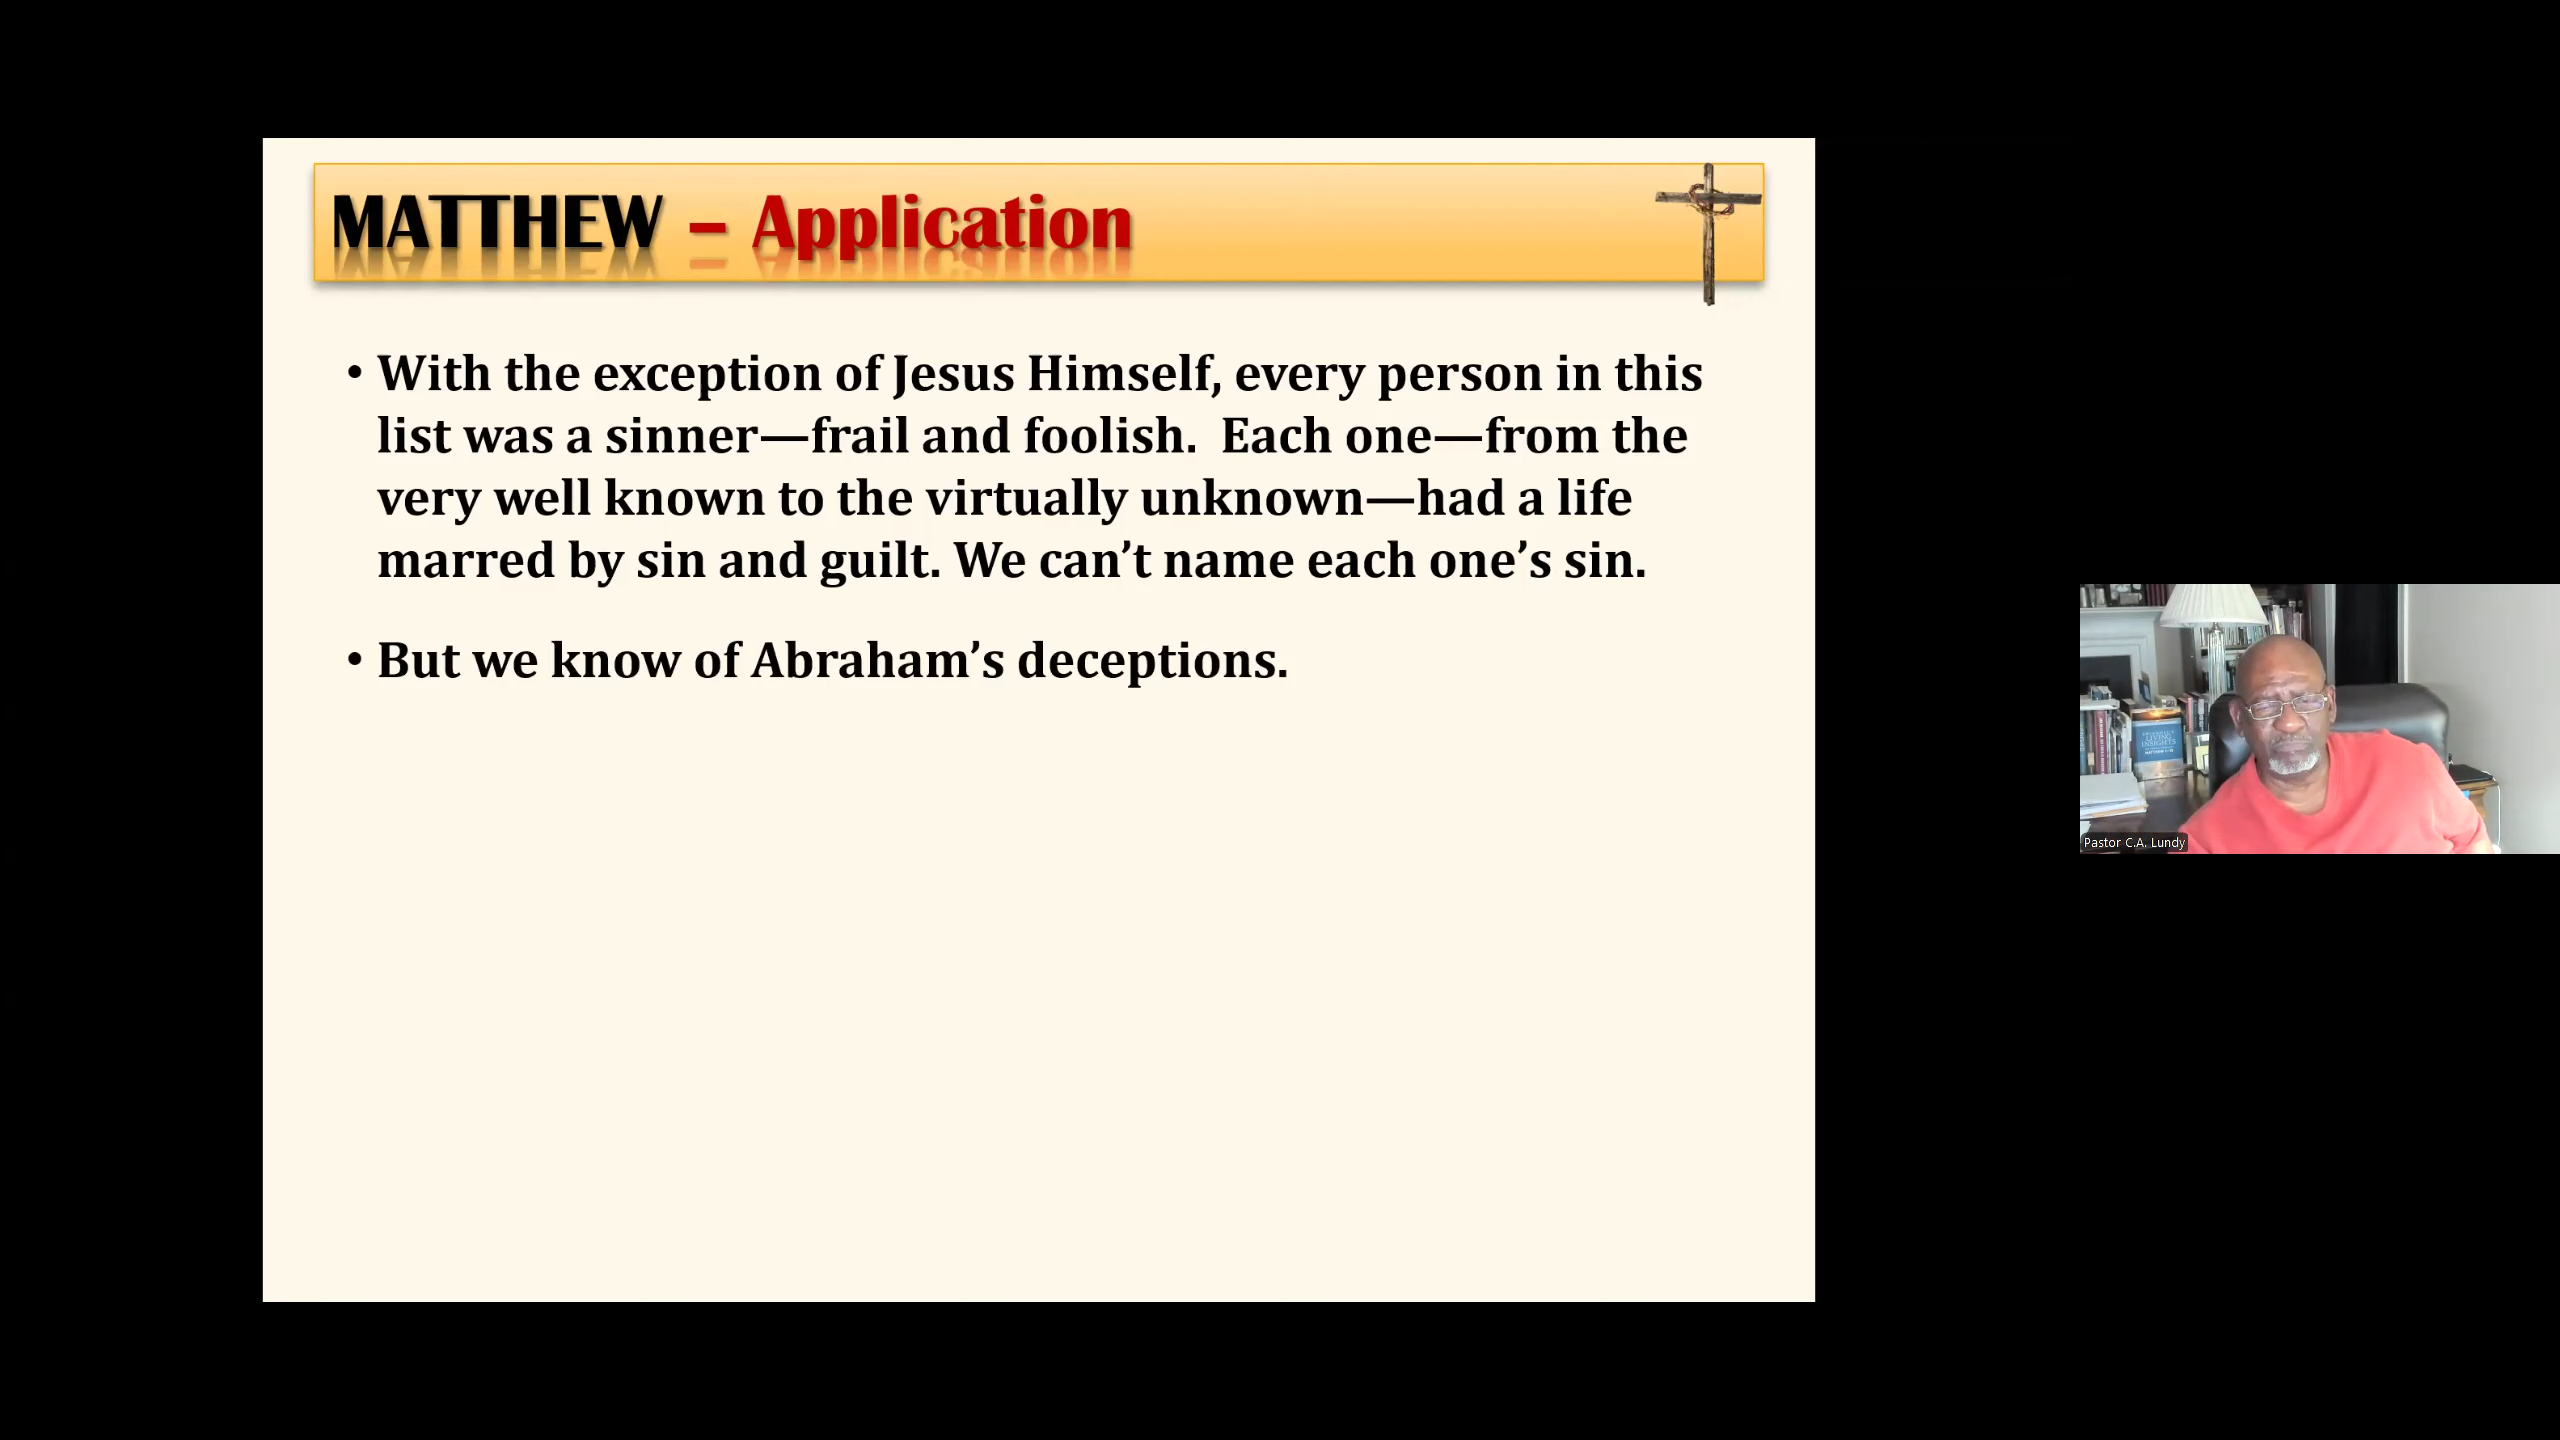 MATTHEW – Application
• With the exception of Jesus Himself, every person in this
list was a sinner—frail and foolish.  Each one—from the
very well known to the virtually unknown—had a life
marred by sin and guilt. We can’t name each one’s sin.
• But we know of Abraham’s deceptions.
LIVING
INSIGHTS
Pastor C.A. Lundy